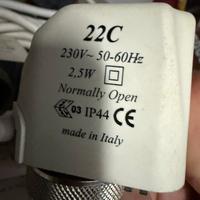 22C
230V~ 50-60Hz
2,5W
Normally Open
03 IP44 CE
made in Italy